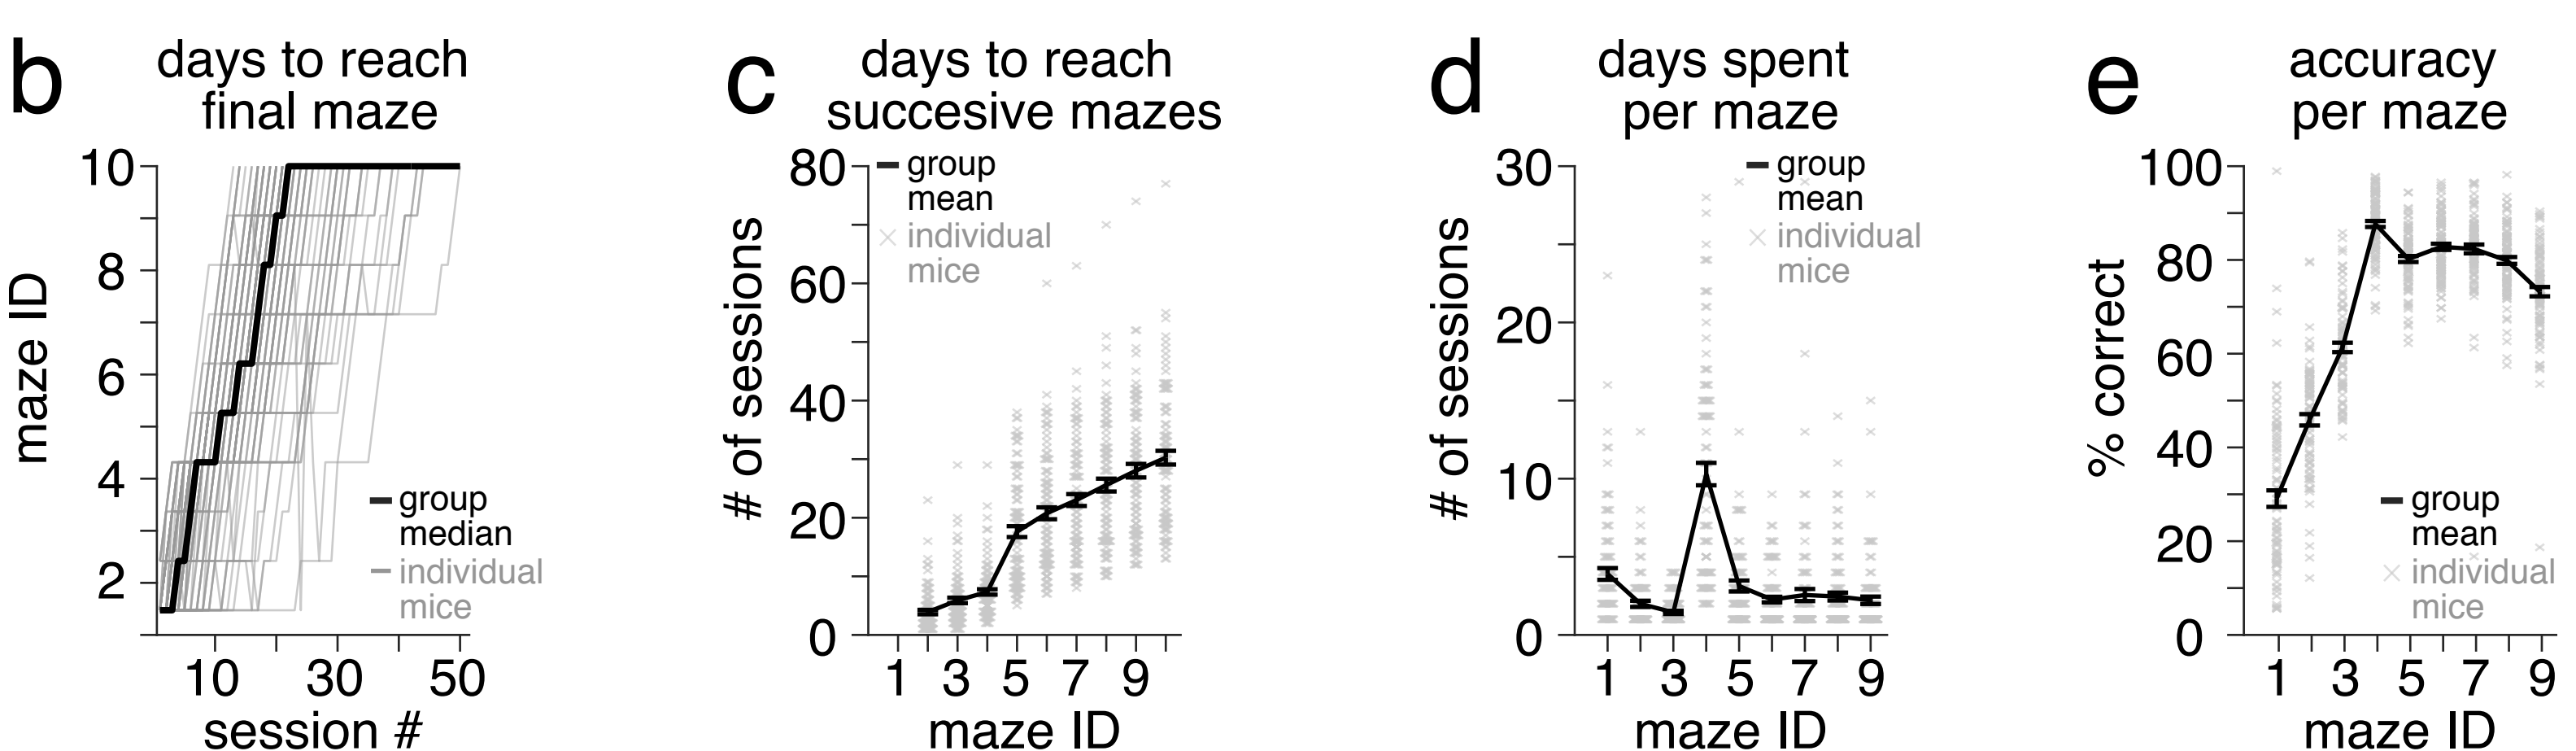 b
days to reach
final maze
10
8
6
4
2
maze ID
group
median
individual
mice
10 30 50
session #
c
days to reach
succesive mazes
80
60
40
20
0
# of sessions
group
mean
individual
mice
1 3 5 7 9
maze ID
d
days spent
per maze
30
20
10
0
# of sessions
group
mean
individual
mice
1 3 5 7 9
maze ID
e
accuracy
per maze
100
80
60
40
20
0
% correct
group
mean
individual
mice
1 3 5 7 9
maze ID